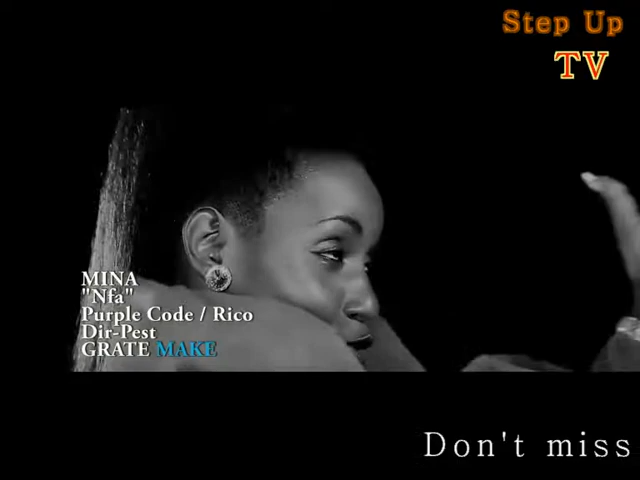 Step Up
TV
MINA
"Nfa"
Purple Code / Rico
Dir-Pest
GRATE MAKE
Don't miss